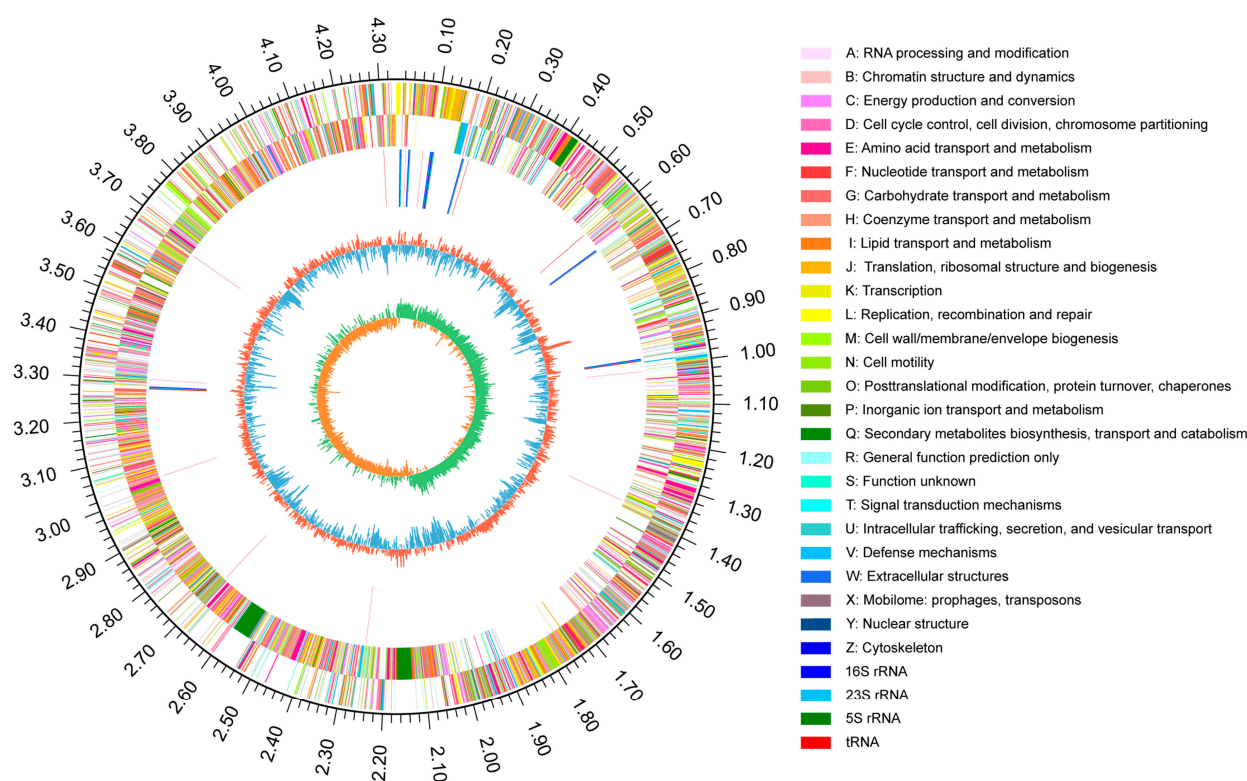 0.10
0.20
0.30
0.40
0.50
0.60
0.70
0.80
0.90
1.00
1.10
1.20
1.30
1.40
1.50
1.60
1.70
1.80
1.90
2.00
2.10
2.20
2.30
2.40
2.50
2.60
2.70
2.80
2.90
3.00
3.10
3.20
3.30
3.40
3.50
3.60
3.70
3.80
3.90
4.00
4.10
4.20
4.30
A: RNA processing and modification
B: Chromatin structure and dynamics
C: Energy production and conversion
D: Cell cycle control, cell division, chromosome partitioning
E: Amino acid transport and metabolism
F: Nucleotide transport and metabolism
G: Carbohydrate transport and metabolism
H: Coenzyme transport and metabolism
I: Lipid transport and metabolism
J: Translation, ribosomal structure and biogenesis
K: Transcription
L: Replication, recombination and repair
M: Cell wall/membrane/envelope biogenesis
N: Cell motility
O: Posttranslational modification, protein turnover, chaperones
P: Inorganic ion transport and metabolism
Q: Secondary metabolites biosynthesis, transport and catabolism
R: General function prediction only
S: Function unknown
T: Signal transduction mechanisms
U: Intracellular trafficking, secretion, and vesicular transport
V: Defense mechanisms
W: Extracellular structures
X: Mobilome: prophages, transposons
Y: Nuclear structure
Z: Cytoskeleton
16S rRNA
23S rRNA
5S rRNA
tRNA